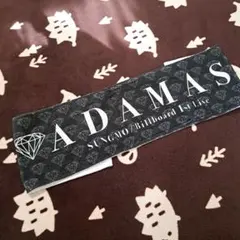 ADAMAS
SUNGMO / Billboard 1st Live